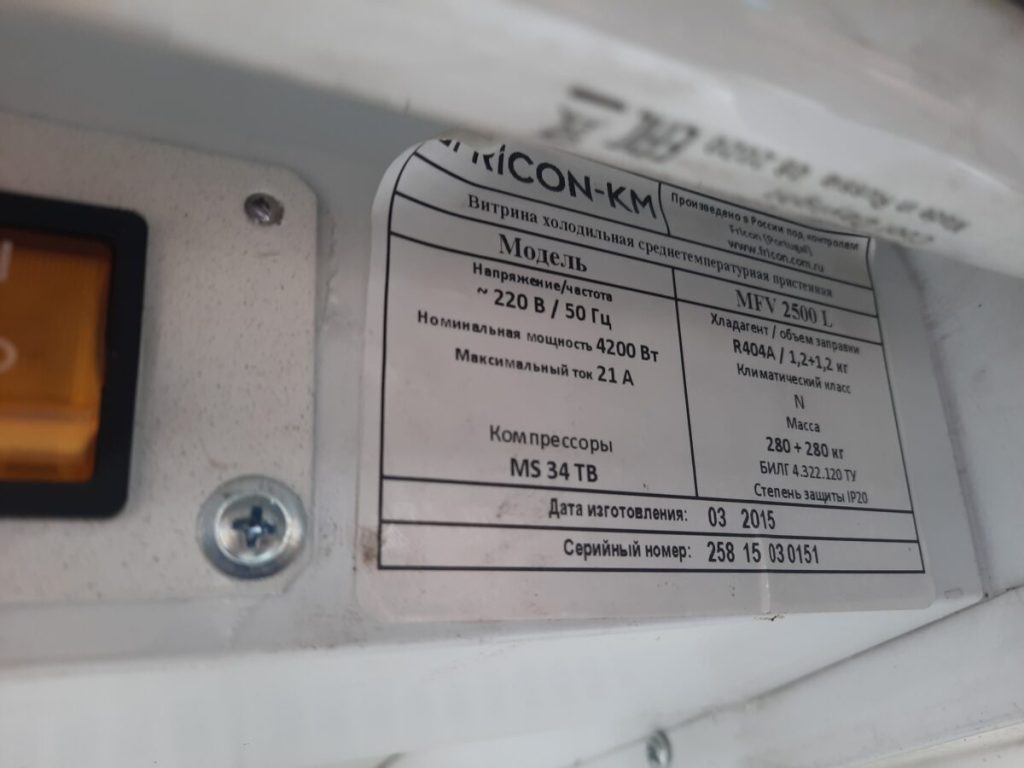 FRICON-KM
Произведено в России под контролем
Fricon (Portugal)
www.fricon.com.ru
Витрина холодильная среднетемпературная пристенная
Модель
MFV 2500 L
Напряжение/частота
~ 220 В / 50 Гц
Номинальная мощность 4200 Вт
Максимальный ток 21 А
Компрессоры
MS 34 TB
Хладагент / объем заправки
R404A / 1,2+1,2 кг
Климатический класс
N
Масса
280 + 280 кг
БИЛГ 4.322.120 ТУ
Степень защиты IP20
Дата изготовления: 03 2015
Серийный номер: 258 15 03 0151
EAC